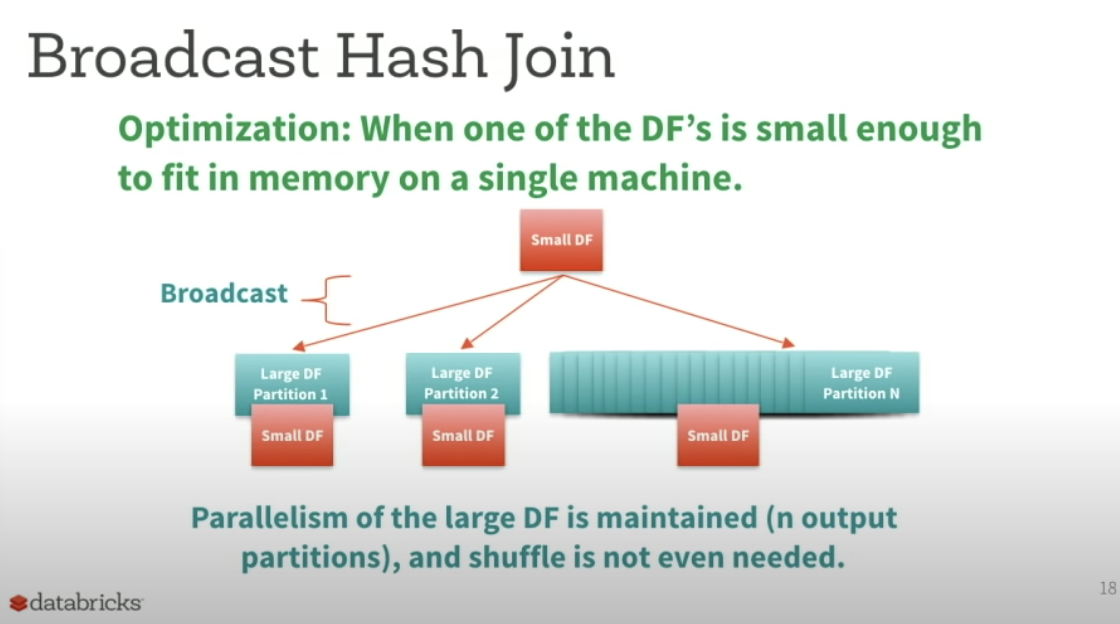 Broadcast Hash Join
Optimization: When one of the DF's is small enough
to fit in memory on a single machine.
Small DF
Broadcast
Large DF
Partition 1
Large DF
Partition 2
Large DF
Partition N
Small DF
Small DF
Small DF
Parallelism of the large DF is maintained (n output
partitions), and shuffle is not even needed.
databricks
18